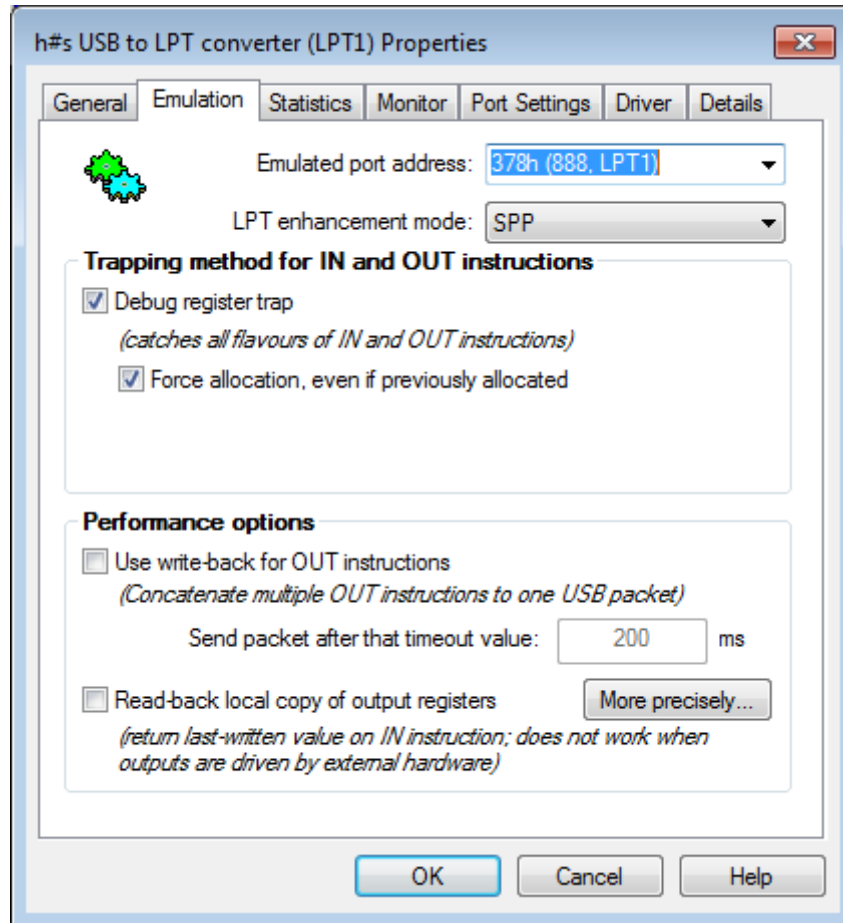 h#s USB to LPT converter (LPT1) Properties
General Emulation Statistics Monitor Port Settings Driver Details
Emulated port address: 378h (888, LPT1)
LPT enhancement mode: SPP
Trapping method for IN and OUT instructions
Debug register trap
(catches all flavours of IN and OUT instructions)
Force allocation, even if previously allocated
Performance options
Use write-back for OUT instructions
(Concatenate multiple OUT instructions to one USB packet)
Send packet after that timeout value: 200 ms
Read-back local copy of output registers More precisely...
(return last-written value on IN instruction; does not work when
outputs are driven by external hardware)
OK Cancel Help